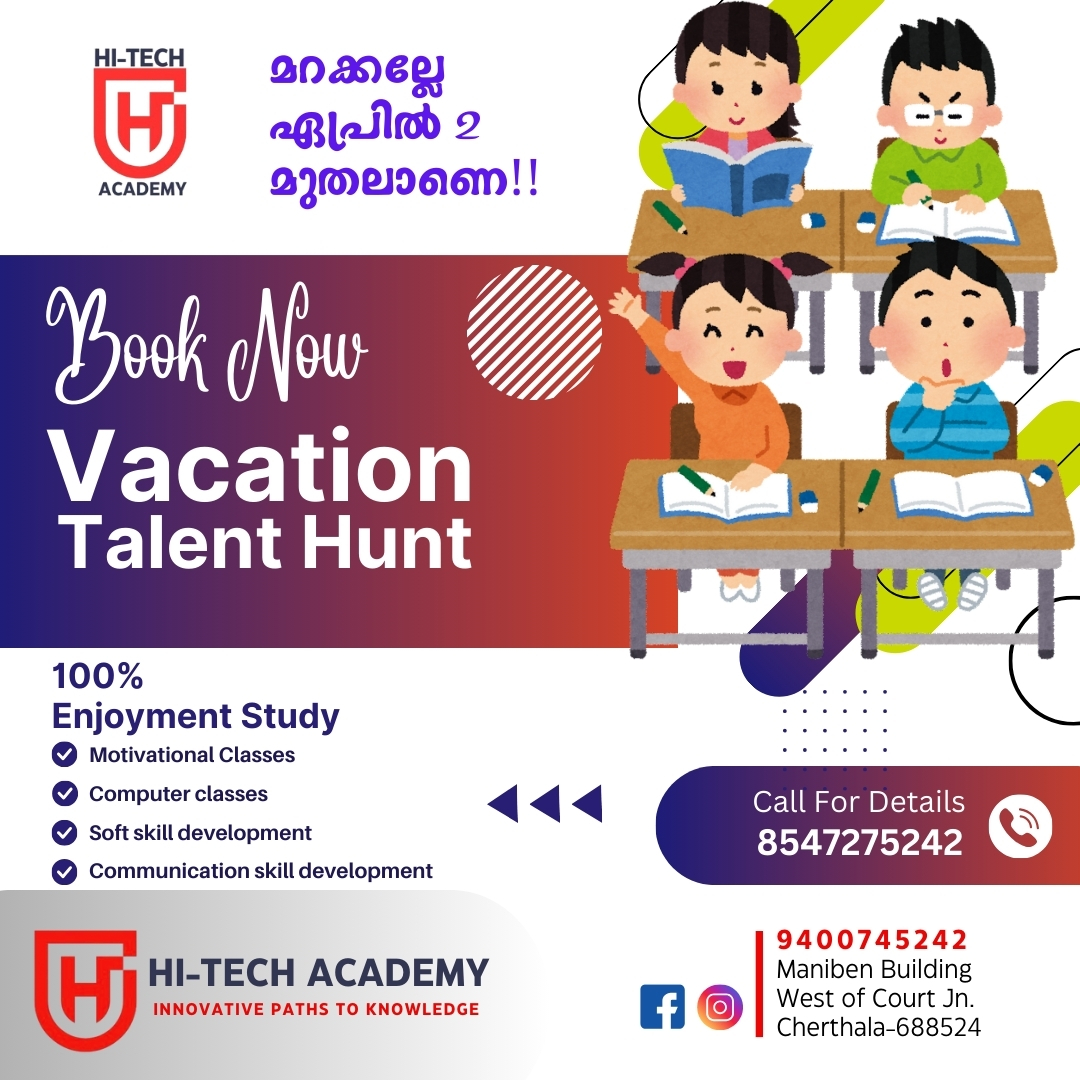 HI-TECH
ACADEMY
മറക്കല്ലേ
ഏപ്രിൽ 2
മുതലാണെ!!
Book Now
Vacation
Talent Hunt
100%
Enjoyment Study
Motivational Classes
Computer classes
Soft skill development
Communication skill development
Call For Details
8547275242
HI-TECH ACADEMY
INNOVATIVE PATHS TO KNOWLEDGE
9400745242
Maniben Building
West of Court Jn.
Cherthala-688524